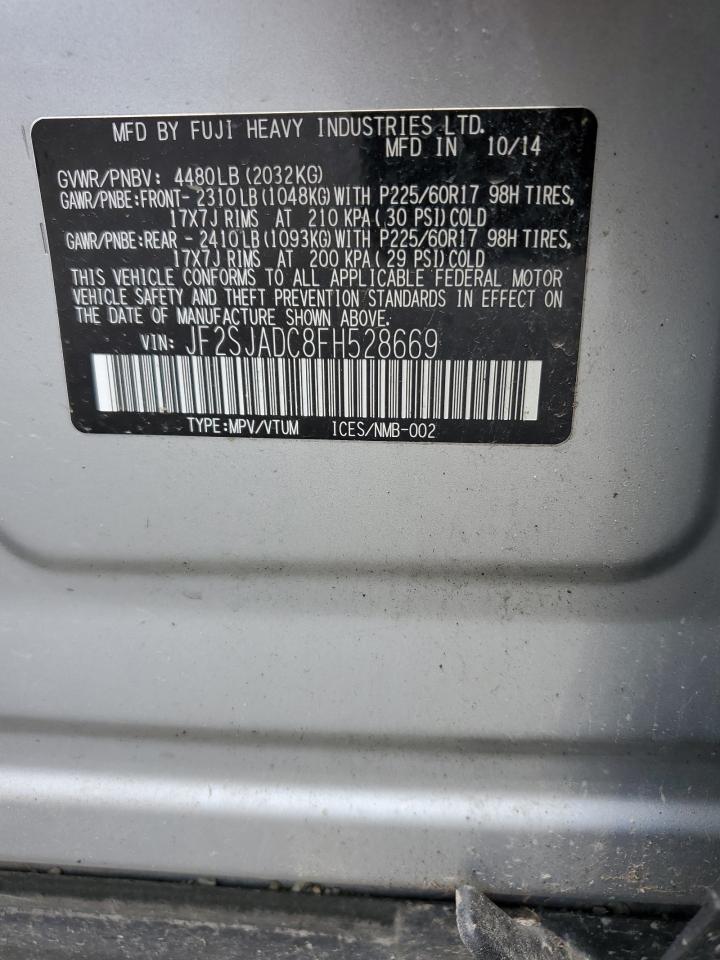 MFD BY FUJI HEAVY INDUSTRIES LTD.
MFD IN 10/14
GVWR/PNBV: 4480LB(2032KG)
GAWR/PNBE:FRONT- 2310LB(1048KG)WITH P225/60R17 98H TIRES,
17X7J RIMS AT 210 KPA(30 PSI)COLD
GAWR/PNBE:REAR - 2410LB(1093KG)WITH P225/60R17 98H TIRES,
17X7J RIMS AT 200 KPA(29 PSI)COLD
THIS VEHICLE CONFORMS TO ALL APPLICABLE FEDERAL MOTOR
VEHICLE SAFETY AND THEFT PREVENTION STANDARDS IN EFFECT ON
THE DATE OF MANUFACTURE SHOWN ABOVE.
VIN: JF2SJADC8FH528669
TYPE:MPV/VTUM ICES/NMB-002